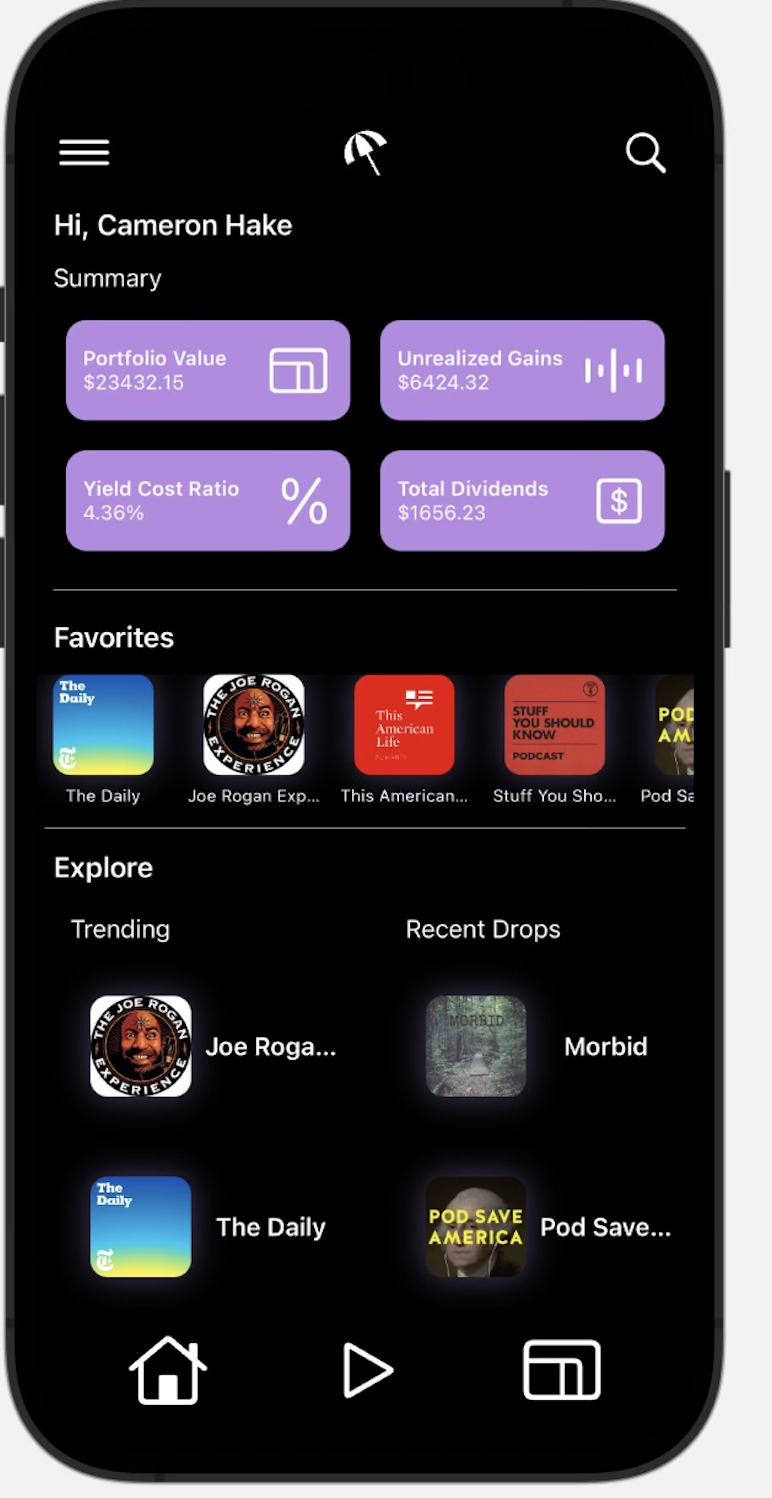 Hi, Cameron Hake
Summary
Portfolio Value
$23432.15
Unrealized Gains
$6424.32
Yield Cost Ratio
4.36%
%
Total Dividends
$1656.23
$
Favorites
The
Daily
T
THE JOE ROGAN
EXPERIENCE
This
American
Life
STUFF
YOU SHOULD
KNOW
PODCAST
POD
AM
The Daily
Joe Rogan Exp...
This American...
Stuff You Sho...
Pod Sa
Explore
Trending
Recent Drops
THE JOE ROGAN
EXPERIENCE
Joe Roga...
MORBID
Morbid
The
Daily
T
The Daily
POD SAVE
AMERICA
Pod Save...